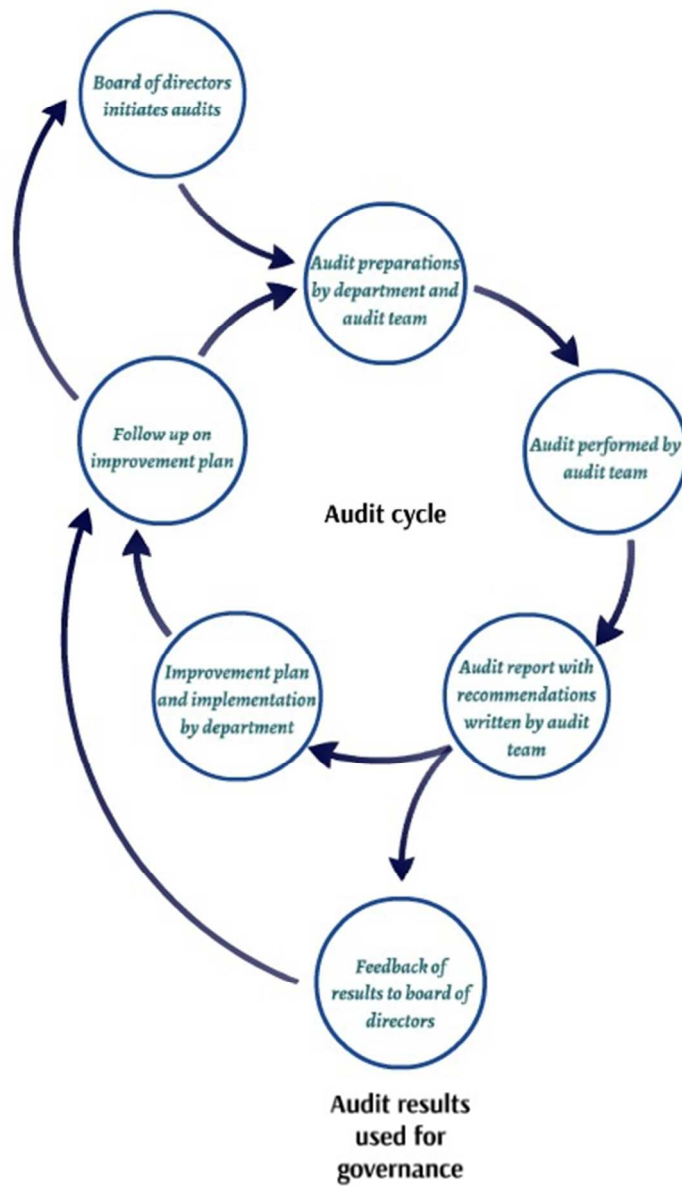 Board of directors
initiates audits
Audit preparations
by department and
audit team
Follow up on
improvement plan
Audit performed by
audit team
Audit cycle
Improvement plan
and implementation
by department
Audit report with
recommendations
written by audit
team
Feedback of
results to board of
directors
Audit results
used for
governance